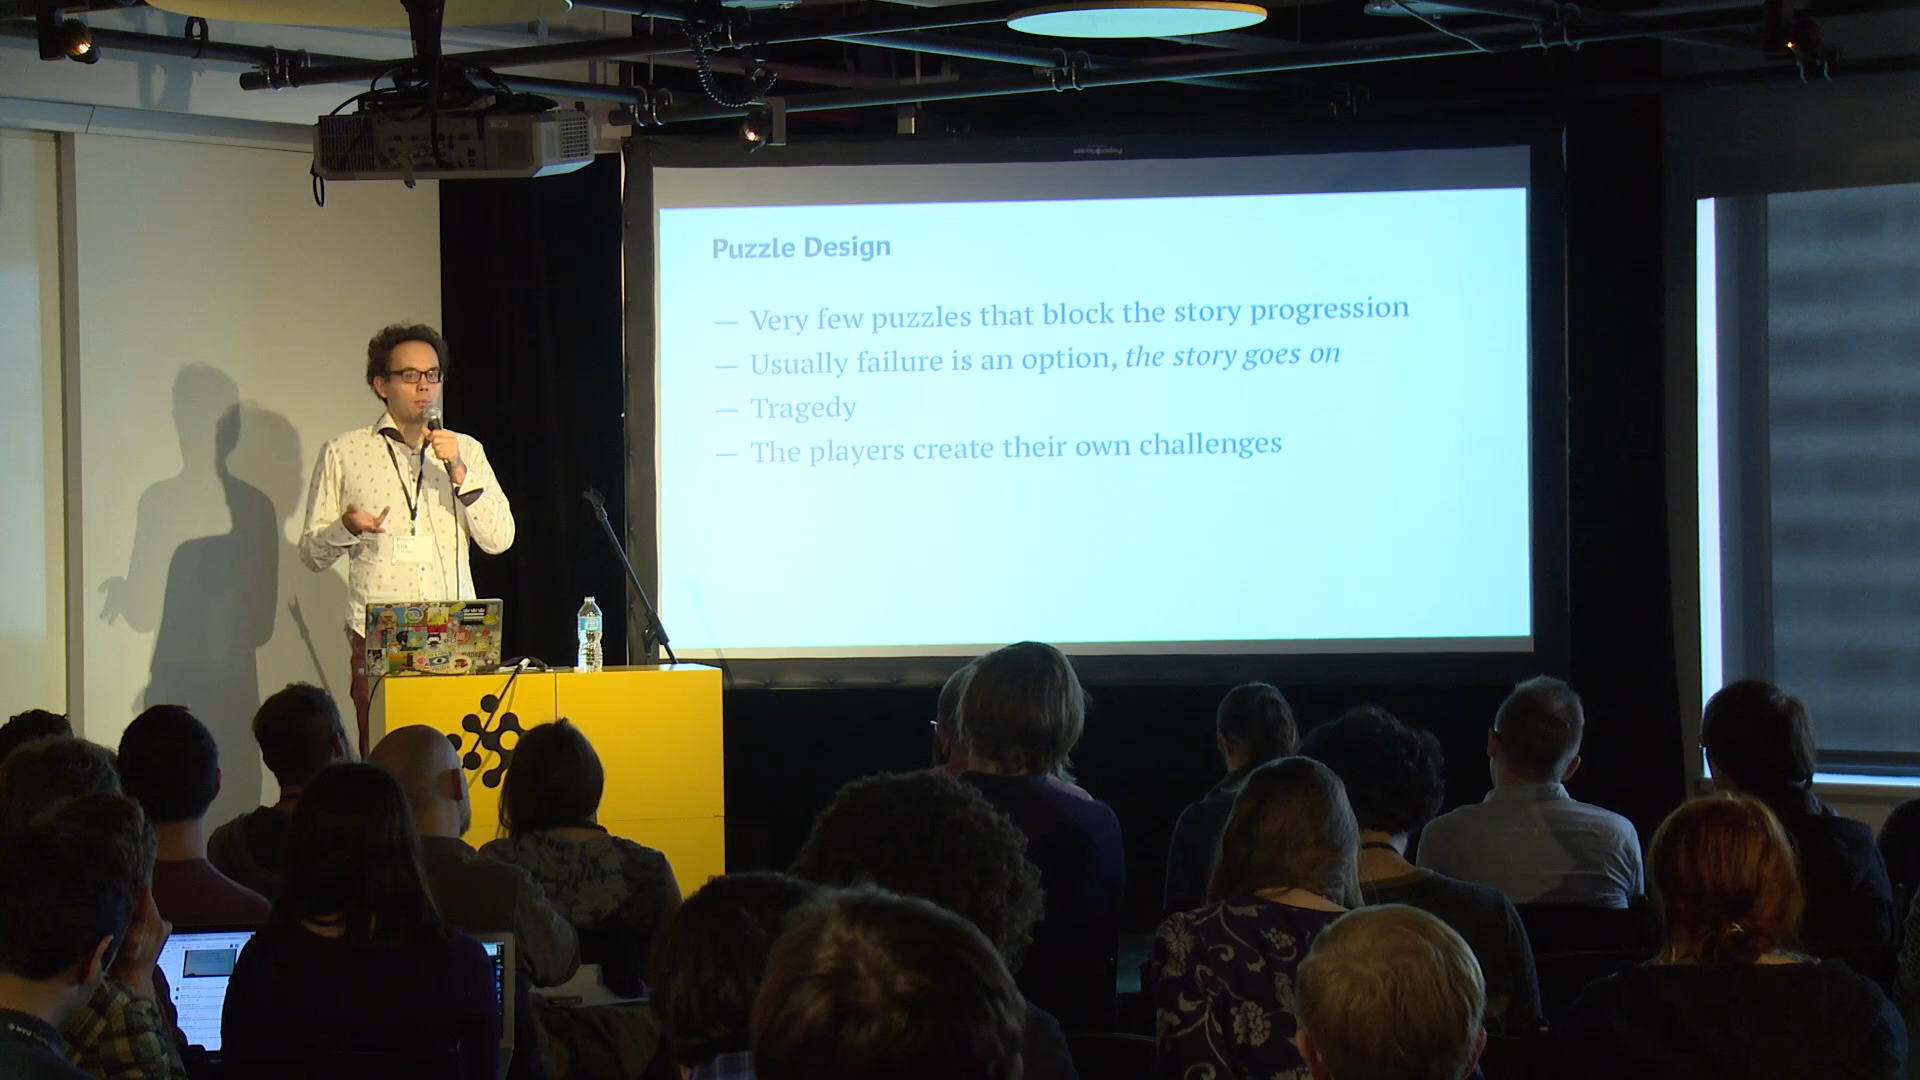 Puzzle Design
— Very few puzzles that block the story progression
— Usually failure is an option, the story goes on
— Tragedy
— The players create their own challenges